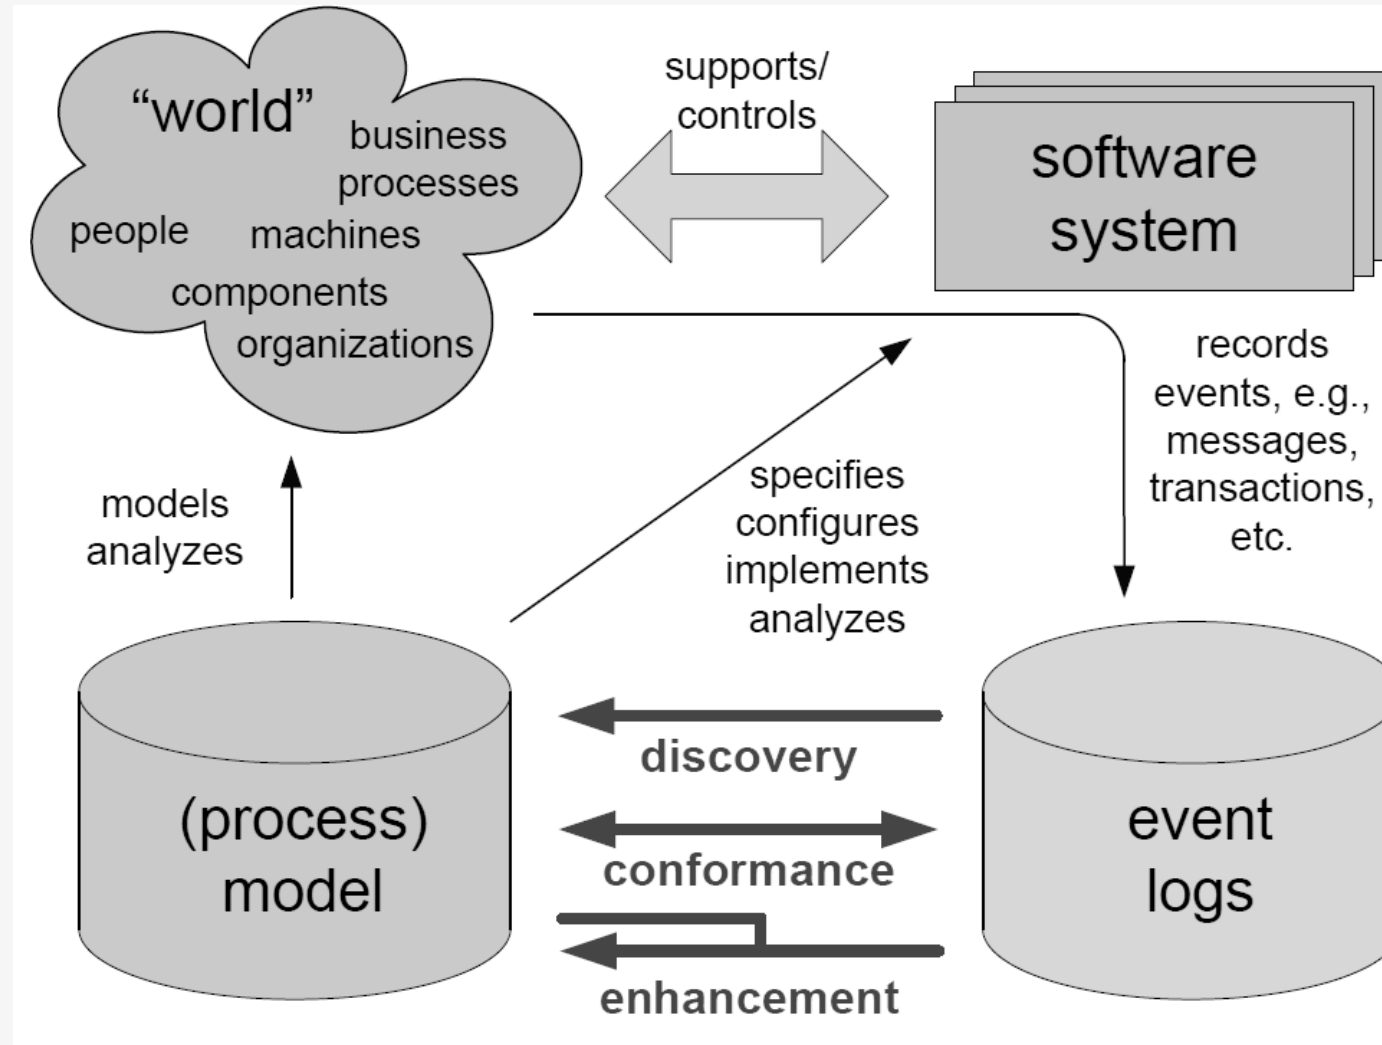 “world”
business
processes
people
machines
components
organizations
supports/
controls
software
system
records
events, e.g.,
messages,
transactions,
etc.
models
analyzes
specifies
configures
implements
analyzes
(process)
model
discovery
conformance
enhancement
event
logs